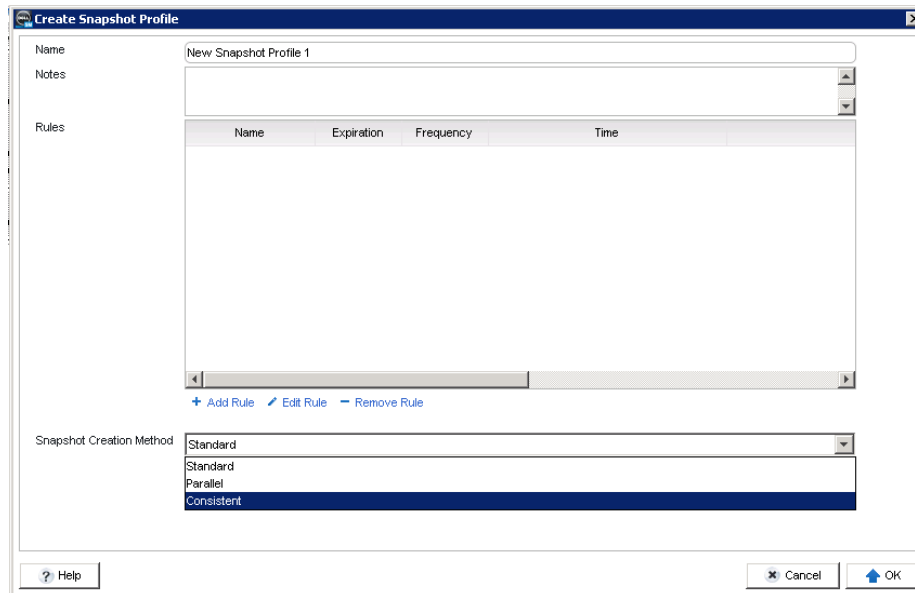 Create Snapshot Profile
Name
New Snapshot Profile 1
Notes
Rules
Name Expiration Frequency Time
+ Add Rule Edit Rule − Remove Rule
Snapshot Creation Method
Standard
Standard
Parallel
Consistent
? Help
Cancel
OK